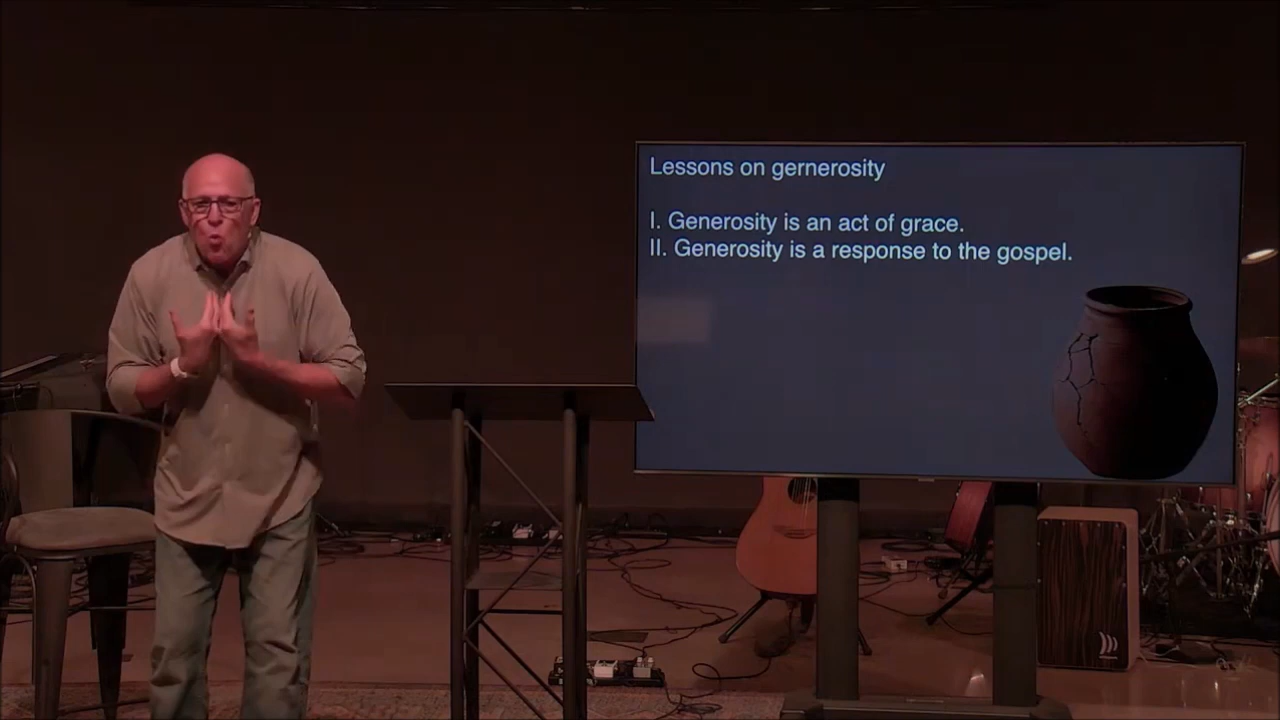 Lessons on gernerosity
I. Generosity is an act of grace.
II. Generosity is a response to the gospel.